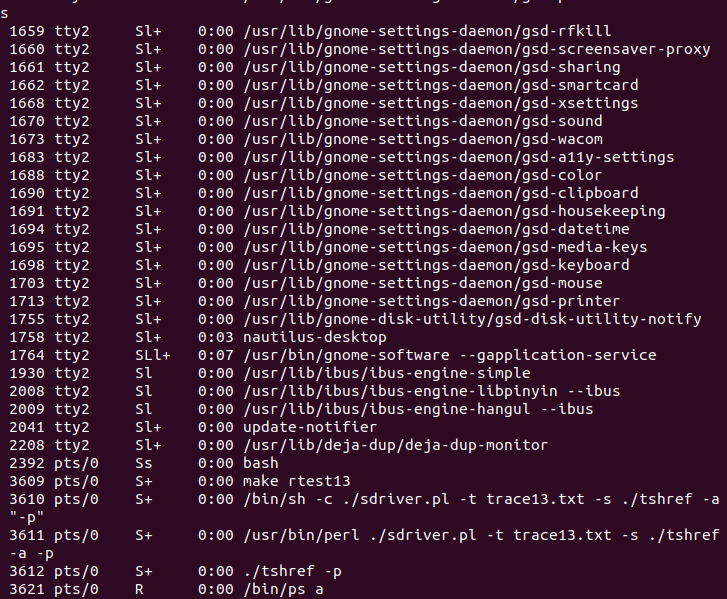 s
 1659 tty2     Sl+    0:00 /usr/lib/gnome-settings-daemon/gsd-rfkill
 1660 tty2     Sl+    0:00 /usr/lib/gnome-settings-daemon/gsd-screensaver-proxy
 1661 tty2     Sl+    0:00 /usr/lib/gnome-settings-daemon/gsd-sharing
 1662 tty2     Sl+    0:00 /usr/lib/gnome-settings-daemon/gsd-smartcard
 1668 tty2     Sl+    0:00 /usr/lib/gnome-settings-daemon/gsd-xsettings
 1670 tty2     Sl+    0:00 /usr/lib/gnome-settings-daemon/gsd-sound
 1673 tty2     Sl+    0:00 /usr/lib/gnome-settings-daemon/gsd-wacom
 1683 tty2     Sl+    0:00 /usr/lib/gnome-settings-daemon/gsd-a11y-settings
 1688 tty2     Sl+    0:00 /usr/lib/gnome-settings-daemon/gsd-color
 1690 tty2     Sl+    0:00 /usr/lib/gnome-settings-daemon/gsd-clipboard
 1691 tty2     Sl+    0:00 /usr/lib/gnome-settings-daemon/gsd-housekeeping
 1694 tty2     Sl+    0:00 /usr/lib/gnome-settings-daemon/gsd-datetime
 1695 tty2     Sl+    0:00 /usr/lib/gnome-settings-daemon/gsd-media-keys
 1698 tty2     Sl+    0:00 /usr/lib/gnome-settings-daemon/gsd-keyboard
 1703 tty2     Sl+    0:00 /usr/lib/gnome-settings-daemon/gsd-mouse
 1713 tty2     Sl+    0:00 /usr/lib/gnome-settings-daemon/gsd-printer
 1755 tty2     Sl+    0:00 /usr/lib/gnome-disk-utility/gsd-disk-utility-notify
 1758 tty2     Sl+    0:03 nautilus-desktop
 1764 tty2     SLl+   0:07 /usr/bin/gnome-software --gapplication-service
 1930 tty2     Sl     0:00 /usr/lib/ibus/ibus-engine-simple
 2008 tty2     Sl     0:00 /usr/lib/ibus/ibus-engine-libpinyin --ibus
 2009 tty2     Sl     0:00 /usr/lib/ibus/ibus-engine-hangul --ibus
 2041 tty2     Sl+    0:00 update-notifier
 2208 tty2     Sl+    0:00 /usr/lib/deja-dup/deja-dup-monitor
 2392 pts/0    Ss     0:00 bash
 3609 pts/0    S+     0:00 make rtest13
 3610 pts/0    S+     0:00 /bin/sh -c ./sdriver.pl -t trace13.txt -s ./tshref -a
"-p"
 3611 pts/0    S+     0:00 /usr/bin/perl ./sdriver.pl -t trace13.txt -s ./tshref
-a -p
 3612 pts/0    S+     0:00 ./tshref -p
 3621 pts/0    R      0:00 /bin/ps a